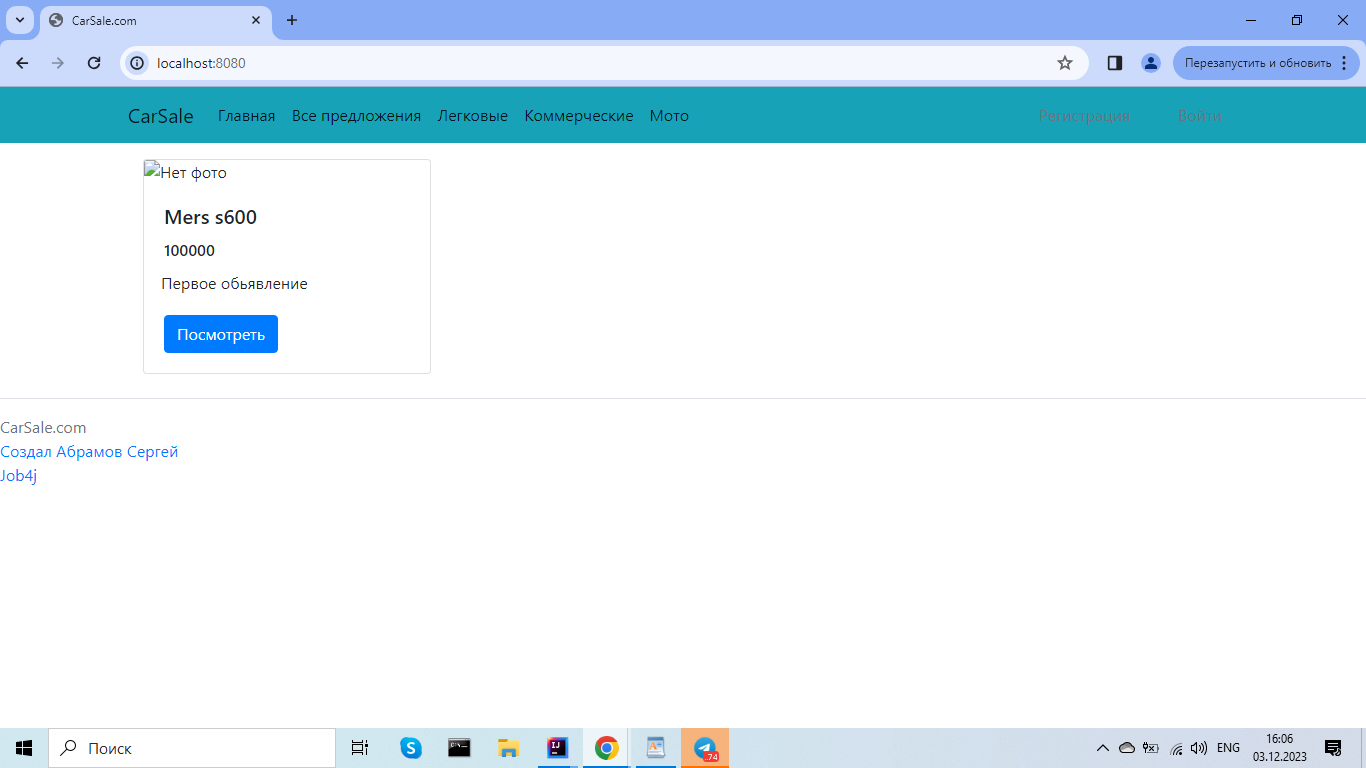 CarSale.com
localhost:8080
Перезапустить и обновить
CarSale Главная Все предложения Легковые Коммерческие Мото Регистрация Войти
Нет фото
Mers s600
100000
Первое обьявление
Посмотреть
CarSale.com
Создал Абрамов Сергей
Job4j
Поиск
74
ENG
16:06
03.12.2023